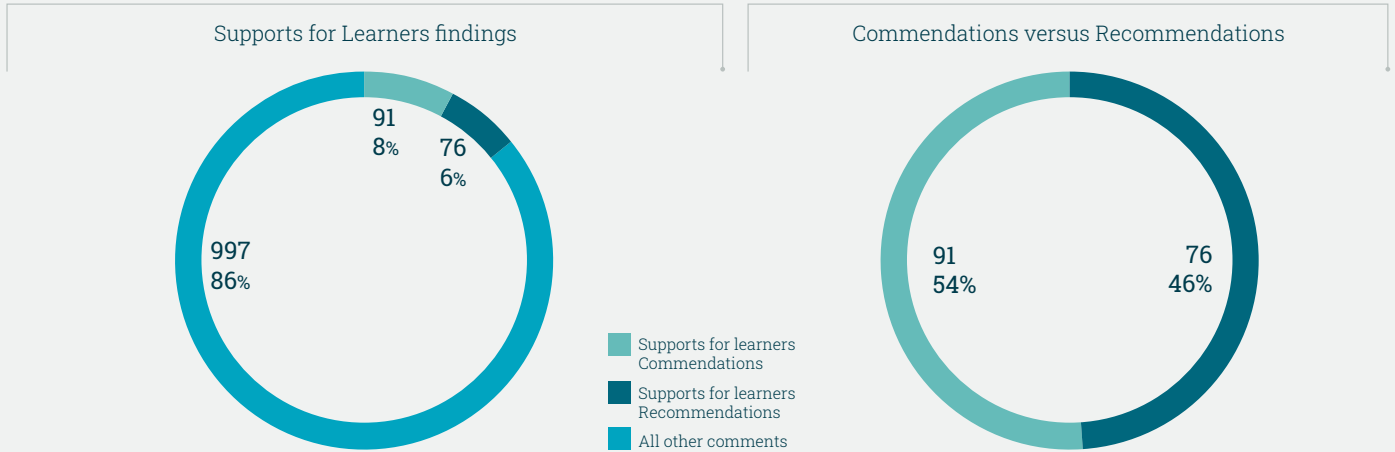 Supports for Learners findings
91
8%
76
6%
997
86%
Supports for learners
Commendations
Supports for learners
Recommendations
All other comments
Commendations versus Recommendations
91
54%
76
46%